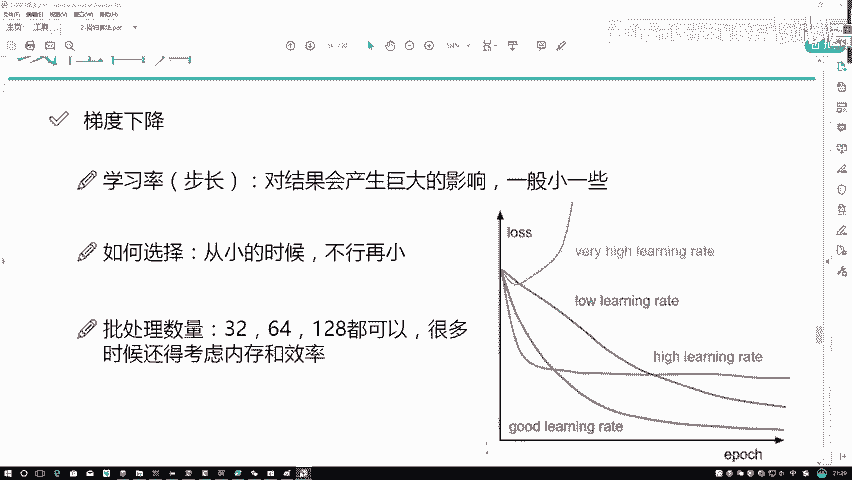 主页 工具
梯度下降
学习率（步长）：对结果会产生巨大的影响，一般小一些
如何选择：从小的时候，不行再小
批处理数量：32，64，128都可以，很多
时候还得考虑内存和效率
loss
very high learning rate
low learning rate
high learning rate
good learning rate
epoch